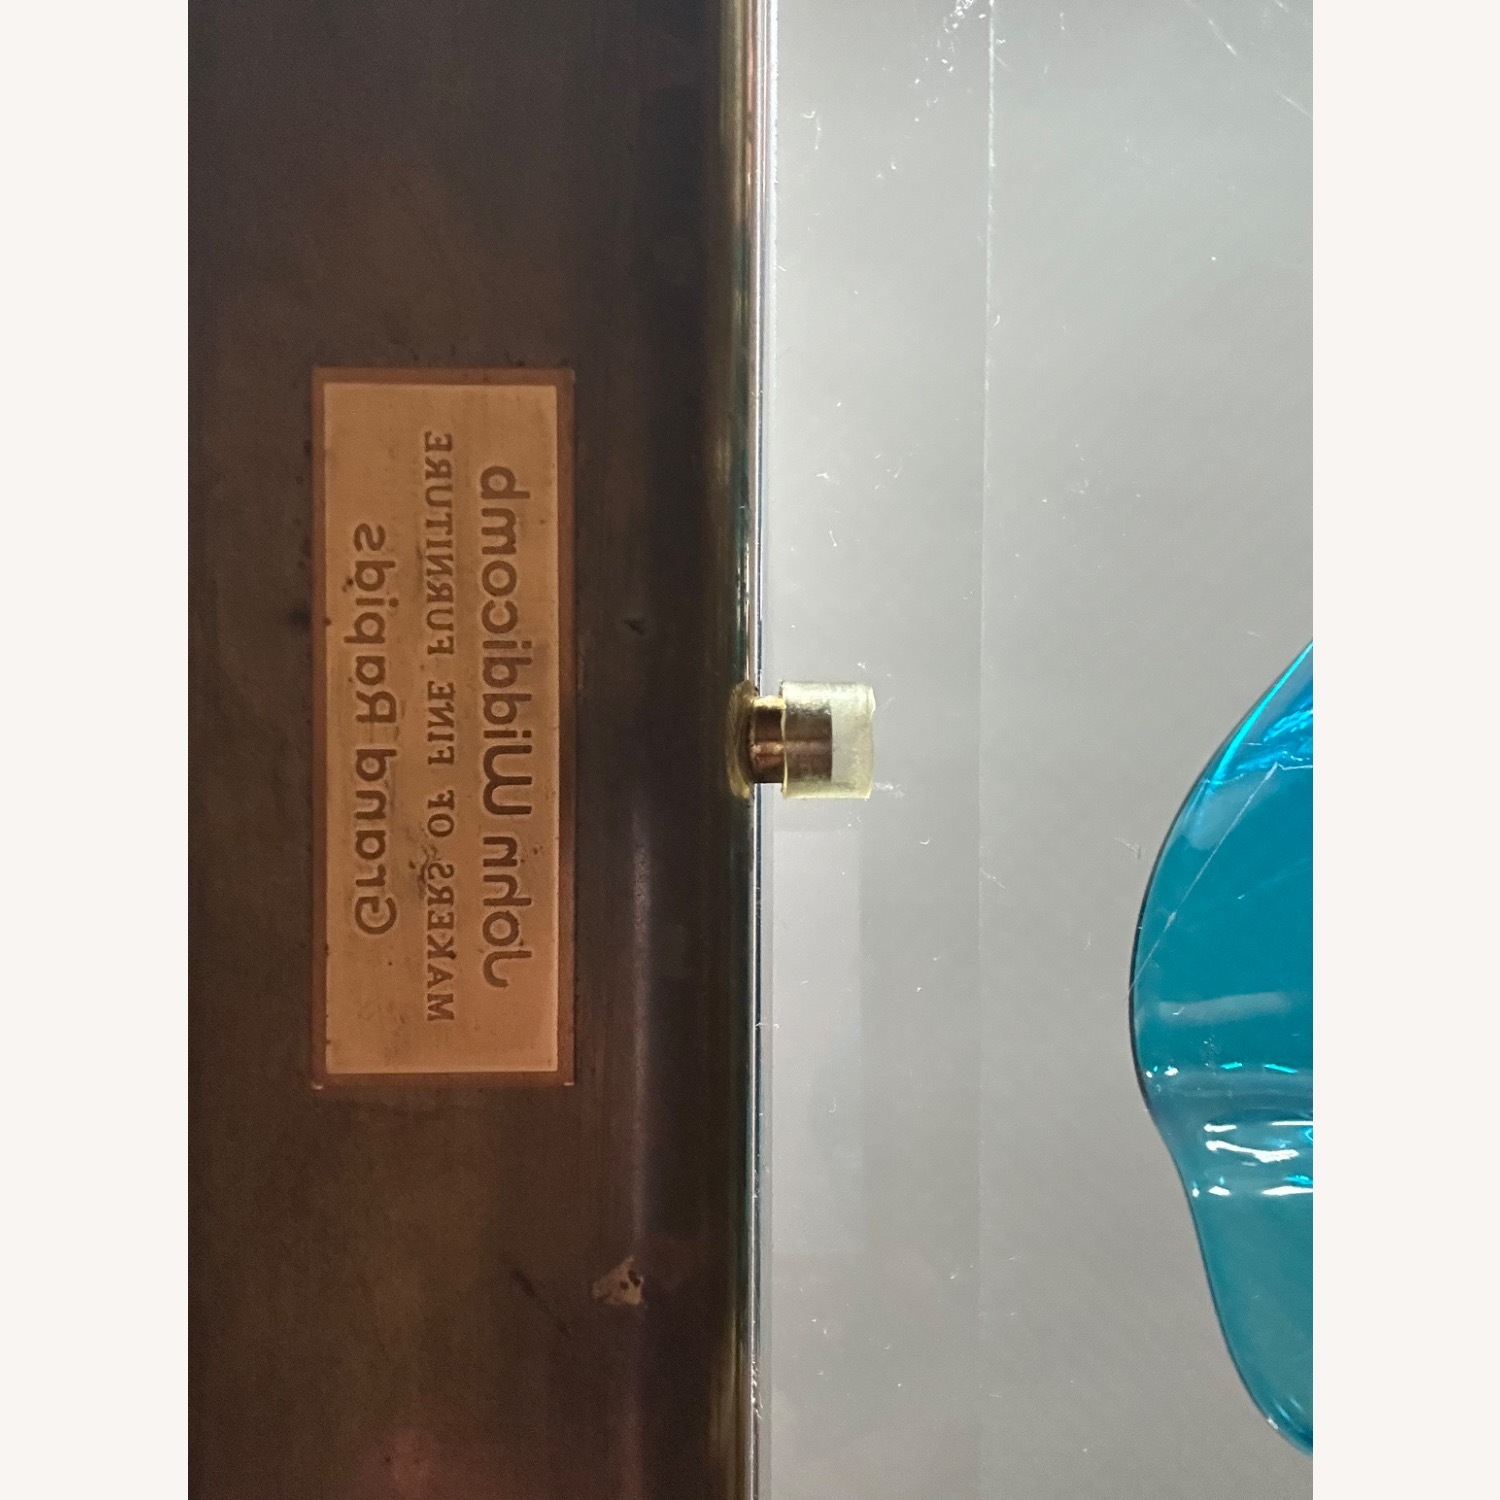 John Widdicomb
MAKERS OF FINE FURNITURE
Grand Rapids